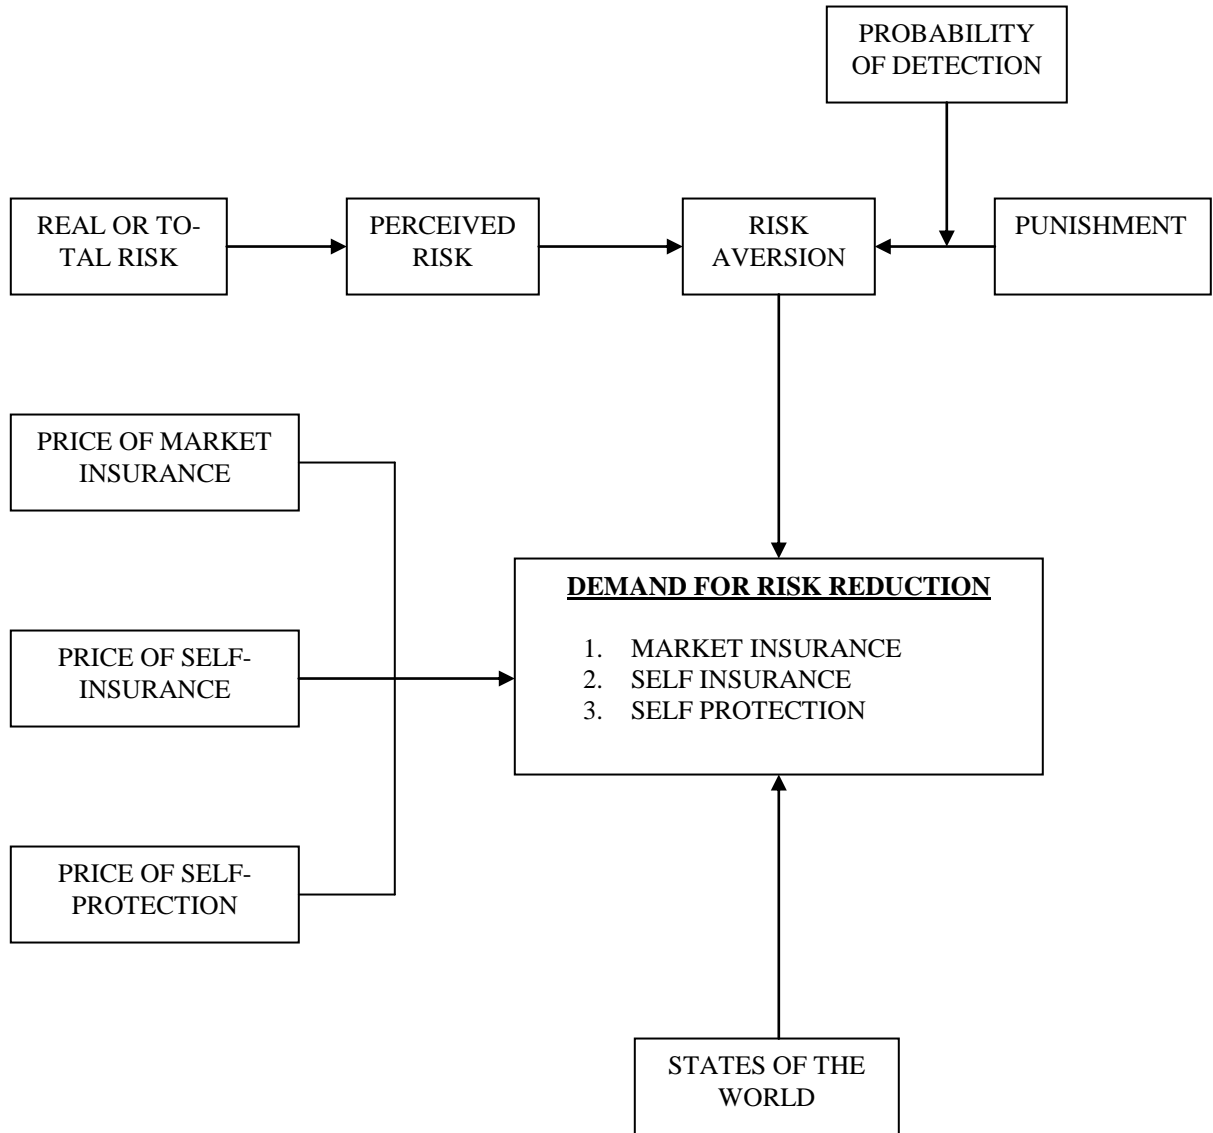 PROBABILITY
OF DETECTION
REAL OR TO-
TAL RISK
PERCEIVED
RISK
RISK
AVERSION
PUNISHMENT
PRICE OF MARKET
INSURANCE
DEMAND FOR RISK REDUCTION
1. MARKET INSURANCE
2. SELF INSURANCE
3. SELF PROTECTION
PRICE OF SELF-
INSURANCE
PRICE OF SELF-
PROTECTION
STATES OF THE
WORLD